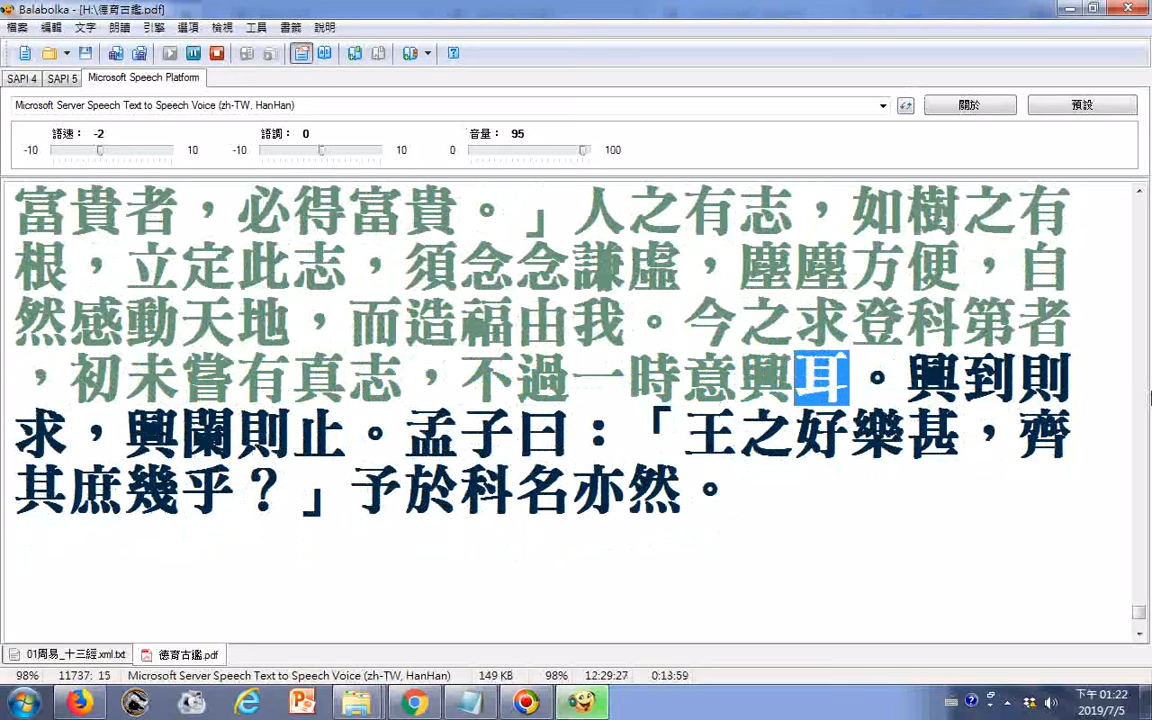 Balabolka - [H:\德育古鑑.pdf]
檔案 編輯 文字 朗讀 引擎 選項 檢視 工具 書籤 說明
SAPI 4 SAPI 5 Microsoft Speech Platform
Microsoft Server Speech Text to Speech Voice (zh-TW, HanHan) 關於 預設
語速： -2 語調： 0 音量： 95
-10 10 -10 10 0 100
富貴者，必得富貴。」人之有志，如樹之有
根，立定此志，須念念謙虛，塵塵方便，自
然感動天地，而造福由我。今之求登科第者
，初未嘗有真志，不過一時意興耳。興到則
求，興闌則止。孟子曰：「王之好樂甚，齊
其庶幾乎？」予於科名亦然。
01周易_十三經.xml.txt 德育古鑑.pdf
98% 11737: 15 Microsoft Server Speech Text to Speech Voice (zh-TW, HanHan) 149 KB 98% 12:29:27 0:13:59
下午 01:22
2019/7/5